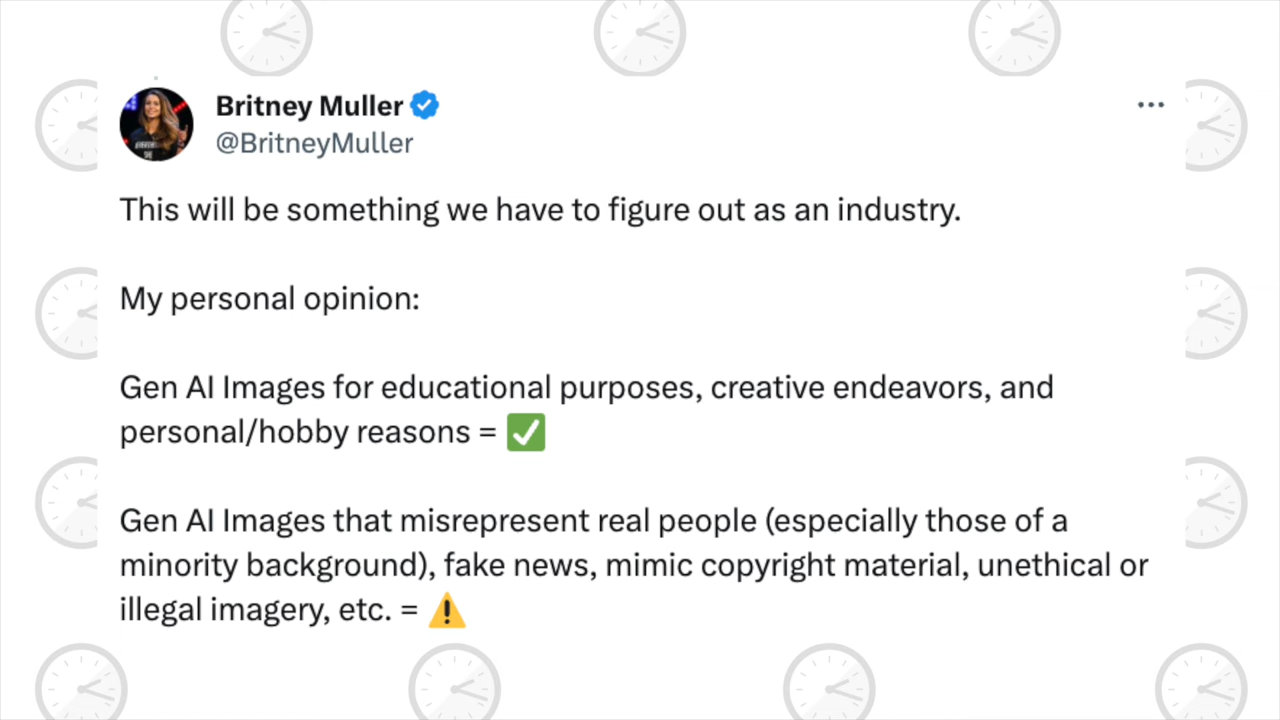 Britney Muller
@BritneyMuller
This will be something we have to figure out as an industry.
My personal opinion:
Gen AI Images for educational purposes, creative endeavors, and
personal/hobby reasons = ✅
Gen AI Images that misrepresent real people (especially those of a
minority background), fake news, mimic copyright material, unethical or
illegal imagery, etc. = ⚠️